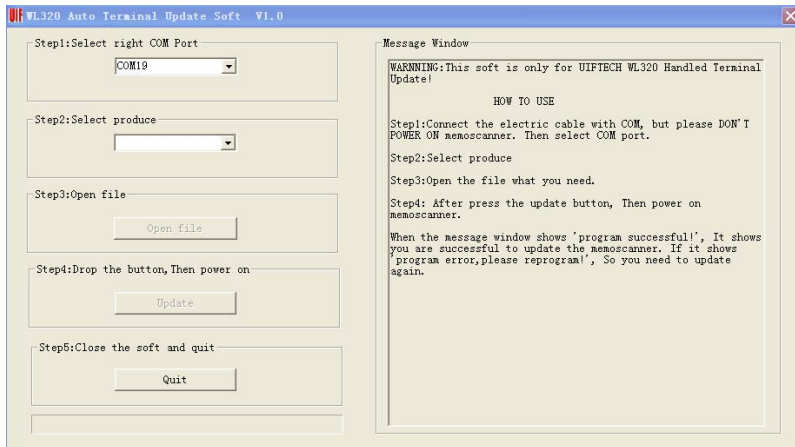 UIF WL320 Auto Terminal Update Soft V1.0
Step1:Select right COM Port
COM19
Step2:Select produce
Step3:Open file
Open file
Step4:Drop the button,Then power on
Update
Step5:Close the soft and quit
Quit
Message Window
WARNNING:This soft is only for UIFTECH WL320 Handled Terminal
Update!
HOW TO USE
Step1:Connect the electric cable with COM, but please DON'T
POWER ON memoscanner. Then select COM port.
Step2:Select produce
Step3:Open the file what you need.
Step4: After press the update button, Then power on
memoscanner.
When the message window shows 'program successful!', It shows
you are successful to update the memoscanner. If it shows
'program error,please reprogram!', So you need to update
again.